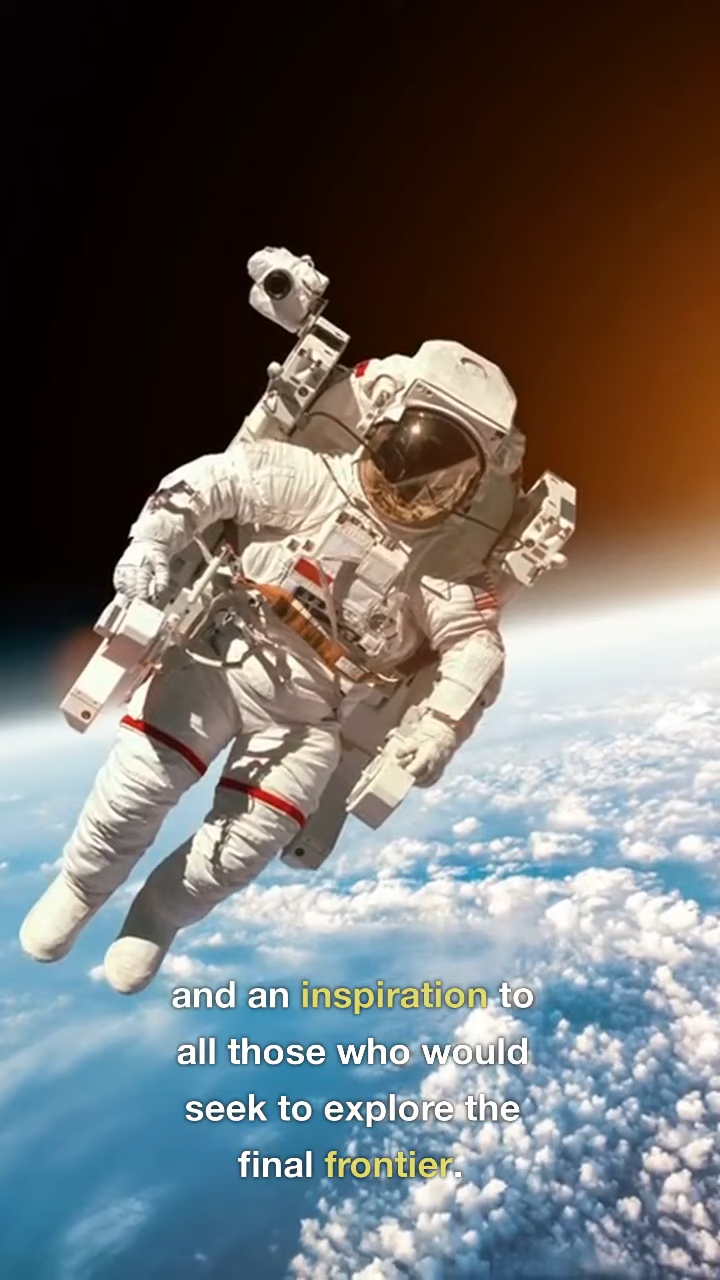 and an inspiration to
all those who would
seek to explore the
final frontier.